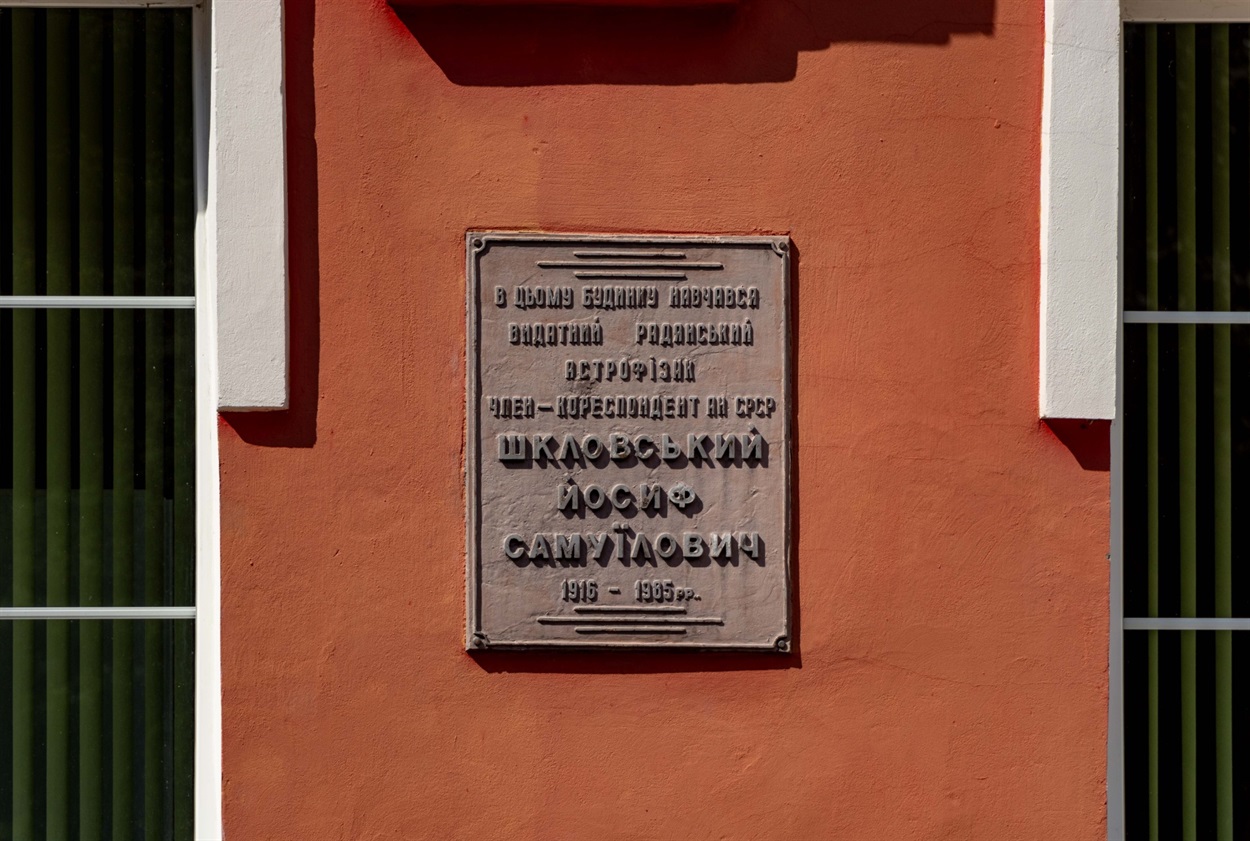 В ЦЬОМУ БУДИНКУ НАВЧАВСЯ
ВИДАТНИЙ РАДЯНСЬКИЙ
АСТРОФІЗИК
ЧЛЕН–КОРЕСПОНДЕНТ АН СРСР
ШКЛОВСЬКИЙ
ЙОСИФ
САМУЇЛОВИЧ
1916 – 1985 рр.